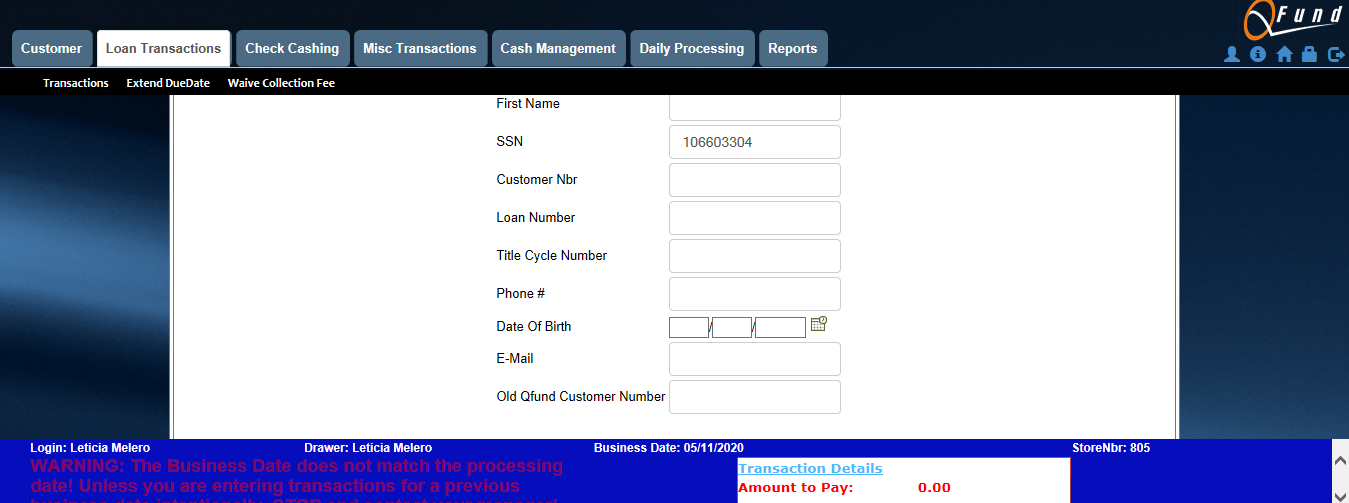 QFund
Customer Loan Transactions Check Cashing Misc Transactions Cash Management Daily Processing Reports
Transactions Extend DueDate Waive Collection Fee
First Name
SSN 106603304
Customer Nbr
Loan Number
Title Cycle Number
Phone #
Date Of Birth / /
E-Mail
Old Qfund Customer Number
Login: Leticia Melero Drawer: Leticia Melero Business Date: 05/11/2020 StoreNbr: 805
WARNING: The Business Date does not match the processing
date! Unless you are entering transactions for a previous
Transaction Details
Amount to Pay: 0.00